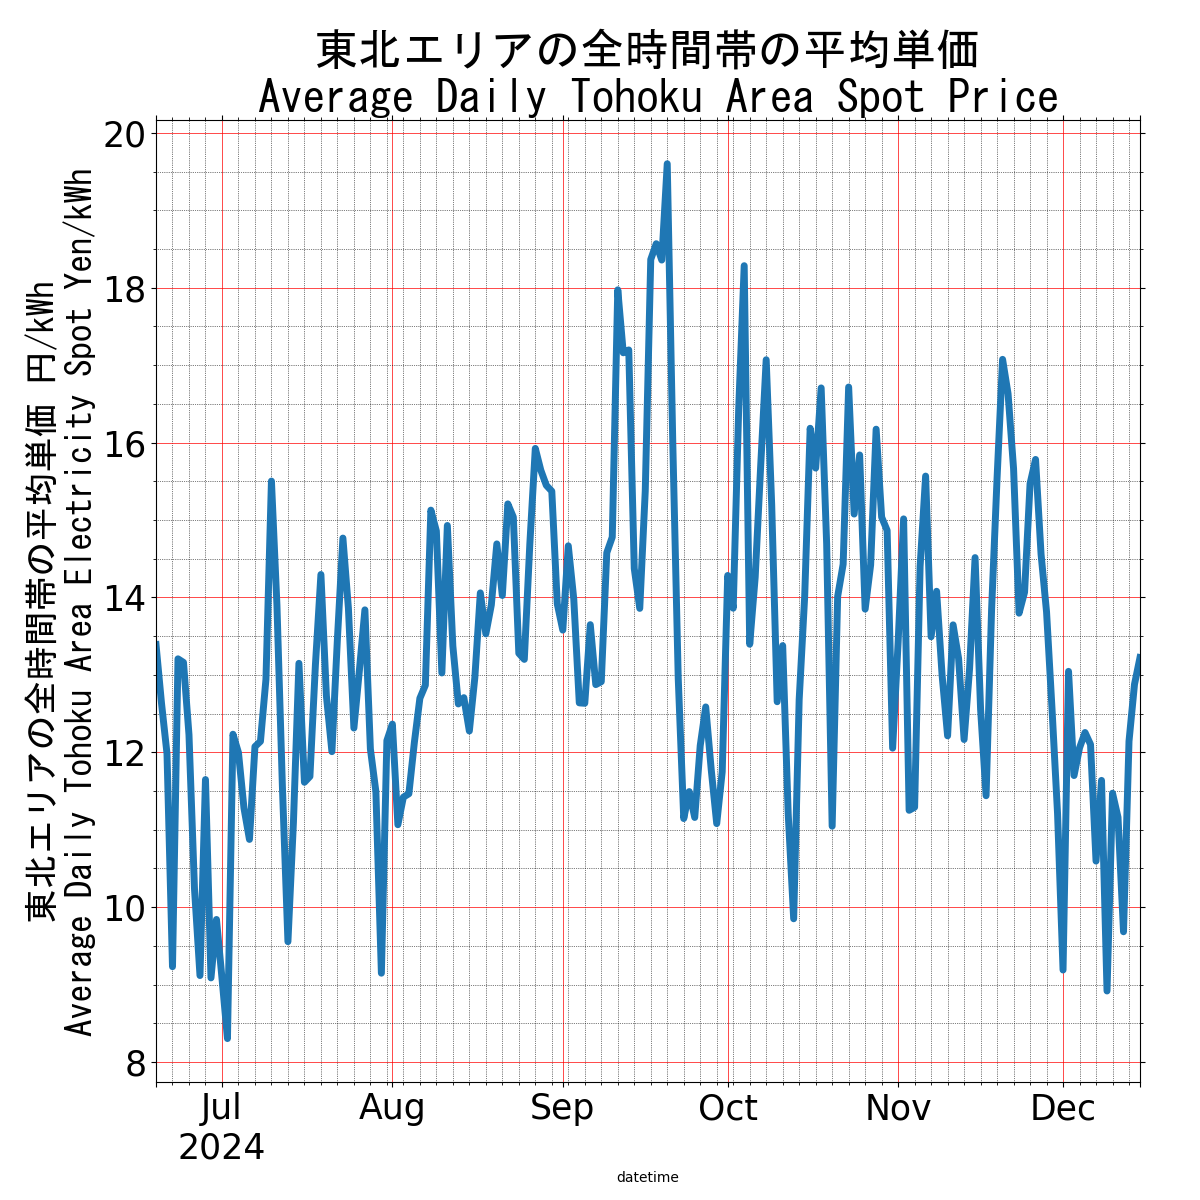 東北エリアの全時間帯の平均単価
Average Daily Tohoku Area Spot Price
東北エリアの全時間帯の平均単価 円/kWh
Average Daily Tohoku Area Electricity Spot Yen/kWh
20
18
16
14
12
10
8
Jul
2024
Aug
Sep
Oct
Nov
Dec
datetime